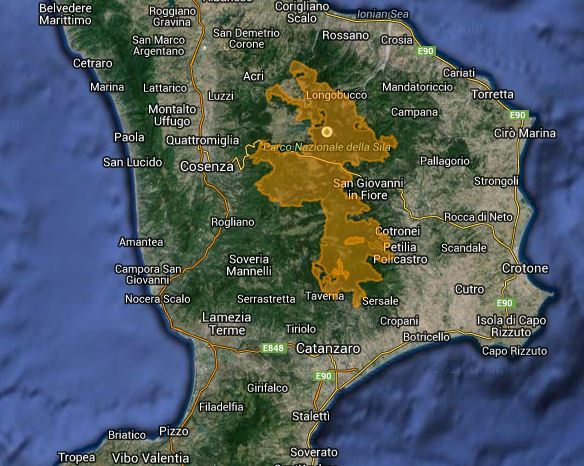 Belvedere
Marittimo
Roggiano
Gravina
Corigliano
Scalo
Ionian Sea
San Marco
Argentano
San Demetrio
Corone
Rossano
Crosia
E90
Cetraro
Acri
Cariati
Marina
Lattarico
Luzzi
Longobucco
Mandatoriccio
Torretta
Montalto
Uffugo
Campana
E90
Paola
Quattromiglia
Cirò Marina
Parco Nazionale della Sila
San Lucido
Cosenza
Pallagorio
San Giovanni
in Fiore
Strongoli
Rogliano
Rocca di Neto
Amantea
Cotronei
Soveria
Mannelli
Petilia
Policastro
Scandale
Campora San
Giovanni
Crotone
Nocera Scalo
Serrastretta
Taverna
Sersale
Cutro
E90
Lamezia
Terme
Tiriolo
Cropani
Isola di Capo
Rizzuto
Botricello
E848
Catanzaro
Capo Rizzuto
E90
Girifalco
Filadelfia
Stalettì
Briatico
Pizzo
Tropea
Vibo Valentia
Soverato